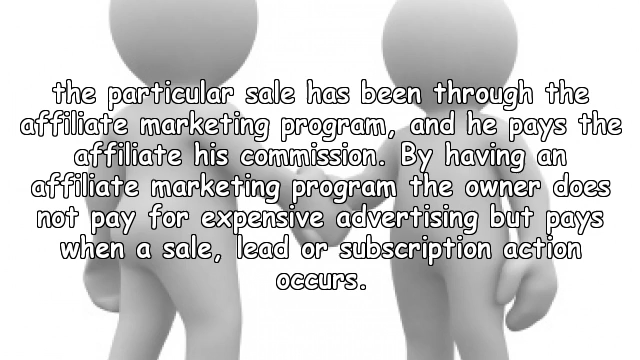 the particular sale has been through the
affiliate marketing program, and he pays the
affiliate his commission. By having an
affiliate marketing program the owner does
not pay for expensive advertising but pays
when a sale, lead or subscription action
occurs.